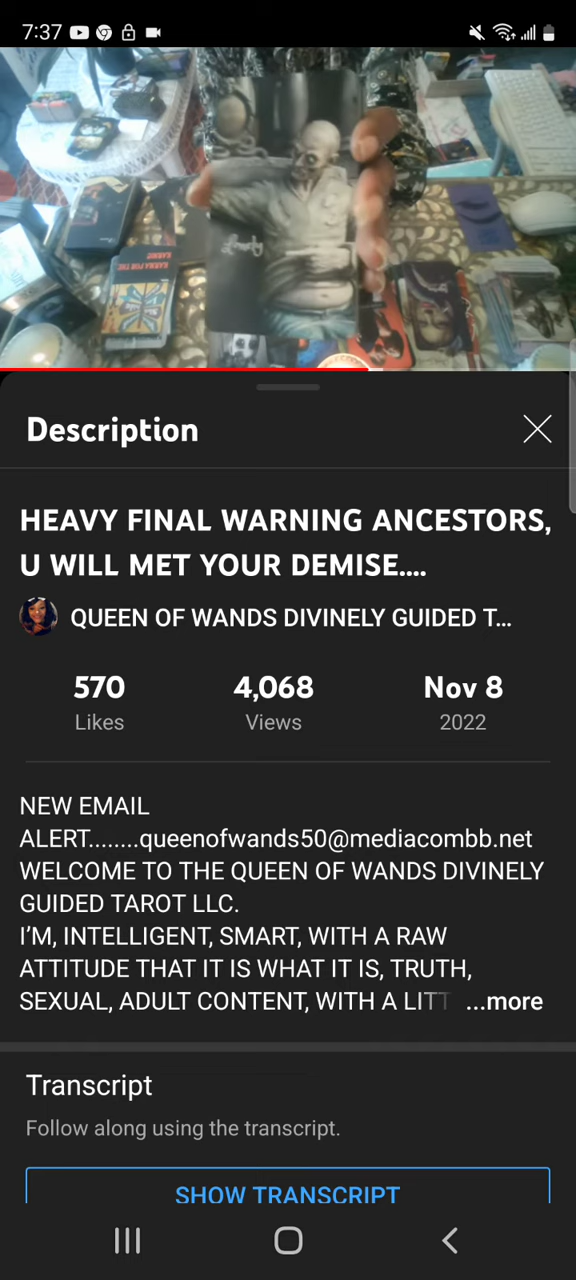 7:37
KARMA FOR THE
Description
HEAVY FINAL WARNING ANCESTORS,
U WILL MET YOUR DEMISE....
QUEEN OF WANDS DIVINELY GUIDED T...
570
Likes
4,068
Views
Nov 8
2022
NEW EMAIL
ALERT........queenofwands50@mediacombb.net
WELCOME TO THE QUEEN OF WANDS DIVINELY
GUIDED TAROT LLC.
I'M, INTELLIGENT, SMART, WITH A RAW
ATTITUDE THAT IT IS WHAT IT IS, TRUTH,
SEXUAL, ADULT CONTENT, WITH A LITT ...more
Transcript
Follow along using the transcript.
SHOW TRANSCRIPT